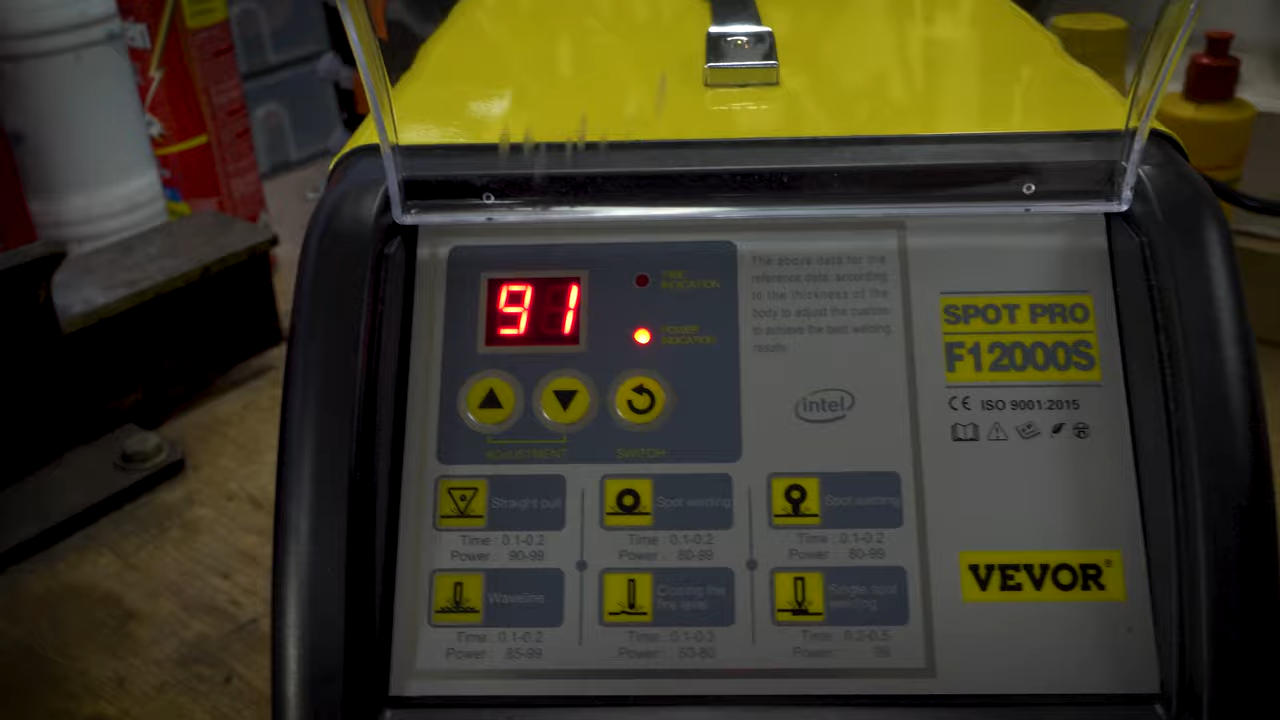 91
TIME
INDICATION
POWER
INDICATION
ADJUSTMENT
SWITCH
The above data for the
reference data, according
to the thickness of the
body to adjust the custom
to achieve the best welding
results
intel
SPOT PRO
F12000S
CE ISO 9001:2015
VEVOR®
Straight pull
Time : 0.1-0.2
Power : 90-99
Spot welding
Time : 0.1-0.2
Power : 80-99
Spot welding
Time : 0.1-0.2
Power : 80-99
Waveline
Time : 0.1-0.2
Power : 85-99
Closing the
fire level
Time : 0.1-0.3
Power : 50-80
Single spot
welding
Time : 0.2-0.5
Power :